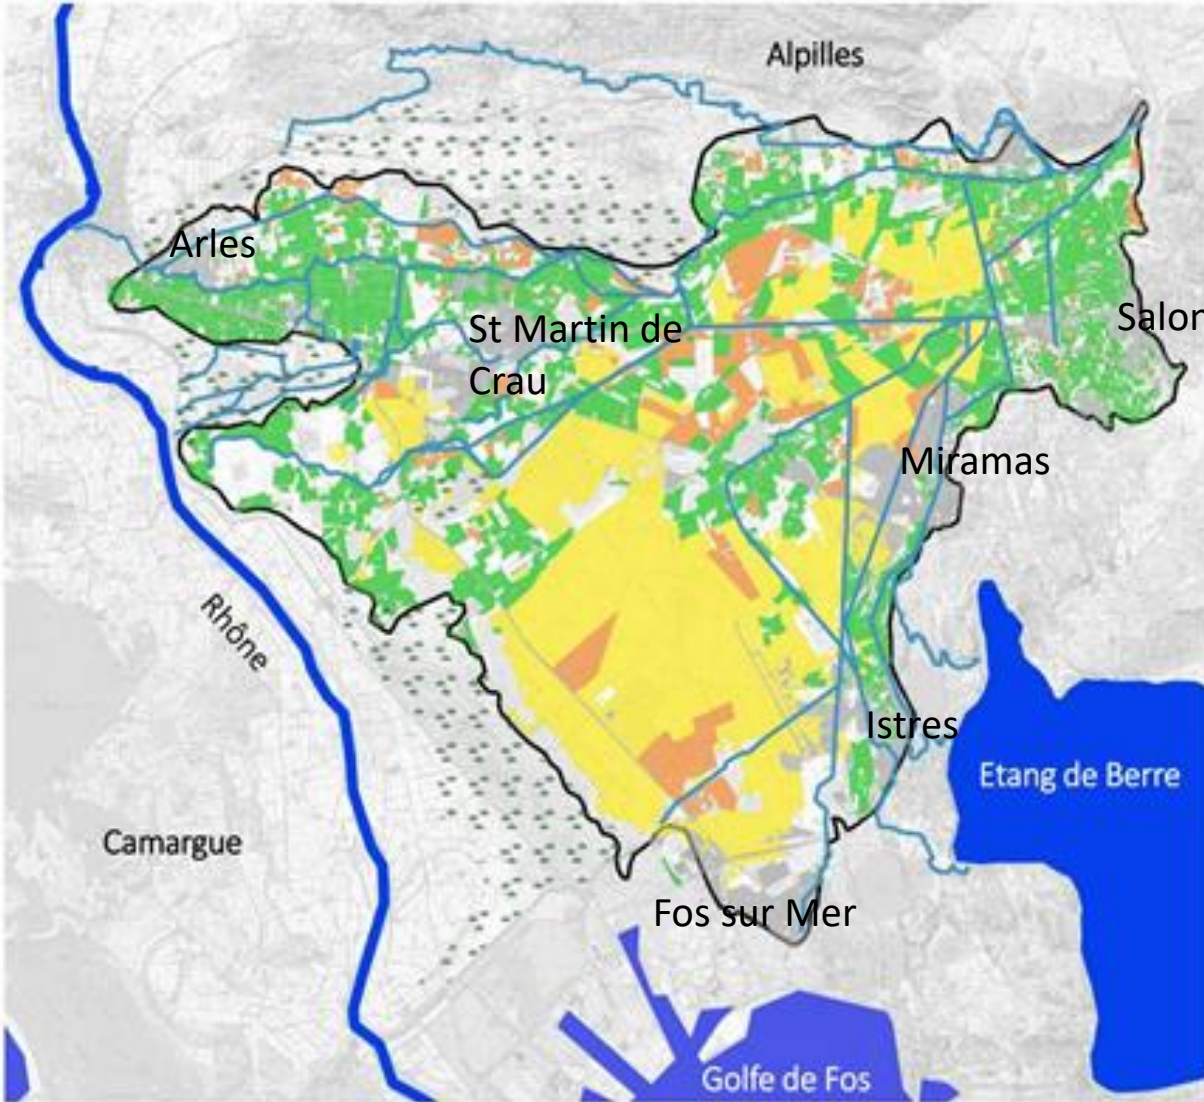 Alpilles
Arles
St Martin de
Crau
Salon
Miramas
Rhône
Istres
Etang de Berre
Camargue
Fos sur Mer
Golfe de Fos